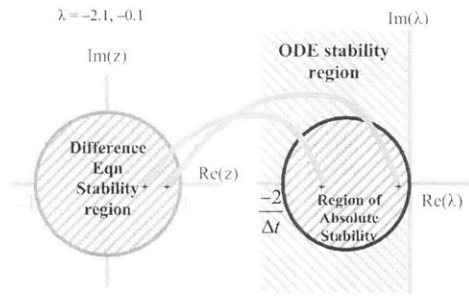 λ = −2.1, −0.1
Im(z)
Difference
Eqn
Stability
region
Re(z)
Im(λ)
ODE stability
region
−2
Δt
Region of
Absolute
Stability
Re(λ)